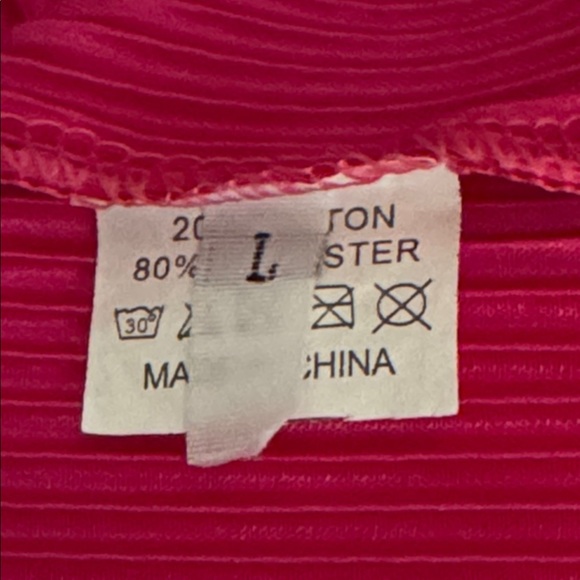 20 TON
80% STER
L
30°
MA CHINA